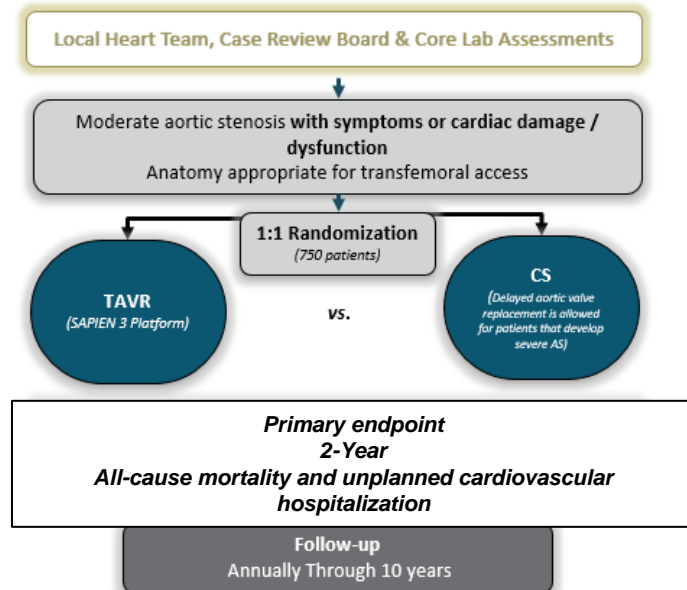 Local Heart Team, Case Review Board & Core Lab Assessments
Moderate aortic stenosis with symptoms or cardiac damage /
dysfunction
Anatomy appropriate for transfemoral access
1:1 Randomization
(750 patients)
TAVR
(SAPIEN 3 Platform)
vs.
CS
(Delayed aortic valve
replacement is allowed
for patients that develop
severe AS)
Primary endpoint
2-Year
All-cause mortality and unplanned cardiovascular
hospitalization
Follow-up
Annually Through 10 years